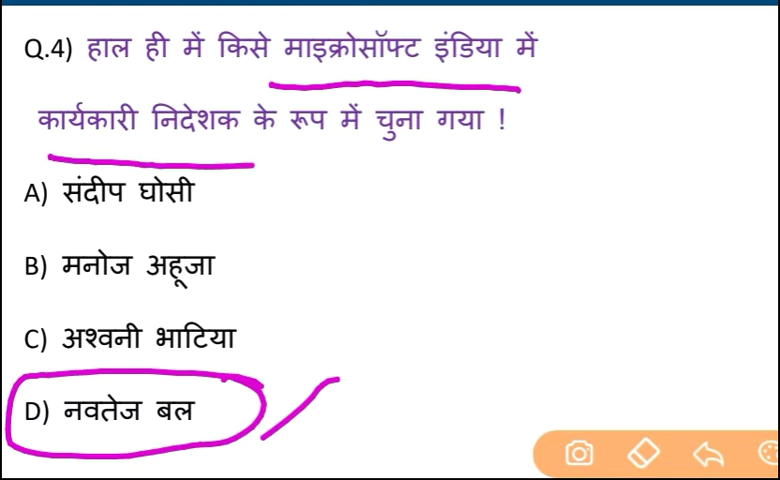 Q.4) हाल ही में किसे माइक्रोसॉफ्ट इंडिया में
कार्यकारी निदेशक के रूप में चुना गया !
A) संदीप घोसी
B) मनोज अहूजा
C) अश्वनी भाटिया
D) नवतेज बल